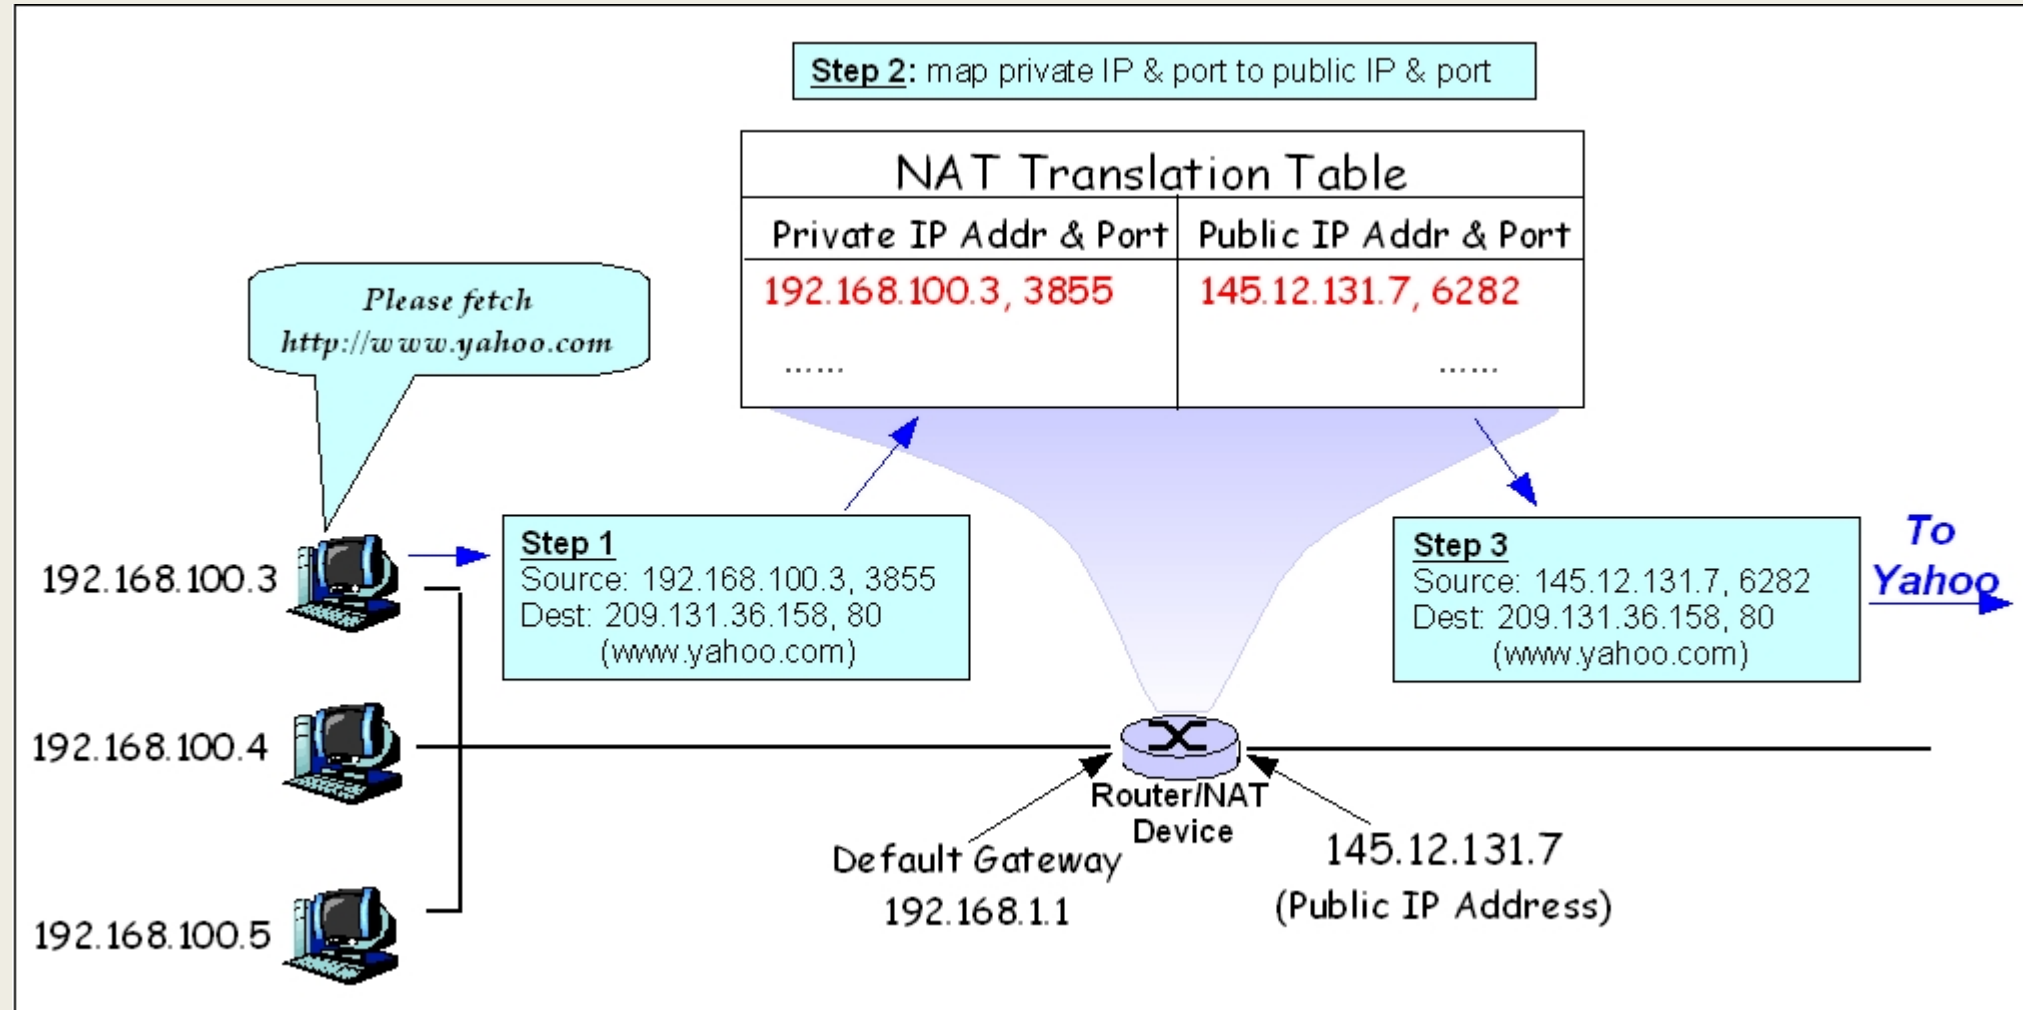 Step 2: map private IP & port to public IP & port
NAT Translation Table
Private IP Addr & Port
Public IP Addr & Port
192.168.100.3, 3855
145.12.131.7, 6282
......
......
Please fetch
http://www.yahoo.com
192.168.100.3
Step 1
Source: 192.168.100.3, 3855
Dest: 209.131.36.158, 80
(www.yahoo.com)
Step 3
Source: 145.12.131.7, 6282
Dest: 209.131.36.158, 80
(www.yahoo.com)
To
Yahoo
192.168.100.4
Router/NAT
Device
Default Gateway
192.168.1.1
145.12.131.7
(Public IP Address)
192.168.100.5